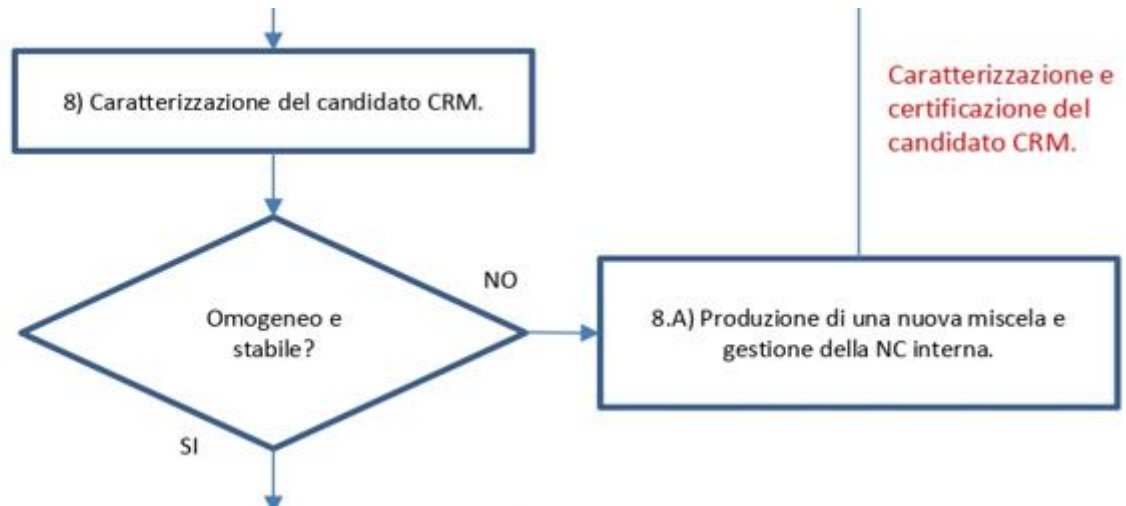 8) Caratterizzazione del candidato CRM.
Caratterizzazione e
certificazione del
candidato CRM.
NO
Omogeneo e
stabile?
8.A) Produzione di una nuova miscela e
gestione della NC interna.
SI